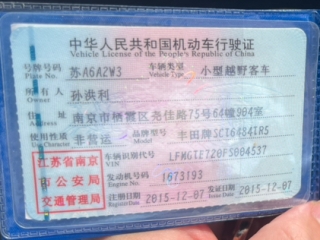 中华人民共和国机动车行驶证
Vehicle License of the People's Republic of China
号牌号码 苏A6A2W3 车辆类型 小型越野客车
Plate No. Vehicle Type
所有人 孙洪利
Owner
住址 南京市栖霞区尧佳路75号64幢904室
Address
使用性质 非营运 品牌型号 丰田牌SCT6484TRS
Use Character Model
江苏省南京
市公安局
交通管理局
车辆识别代号
VIN
发动机号码 1673193
Engine No.
注册日期 2015-12-07 发证日期 2015-12-07
Register Date Issue Date